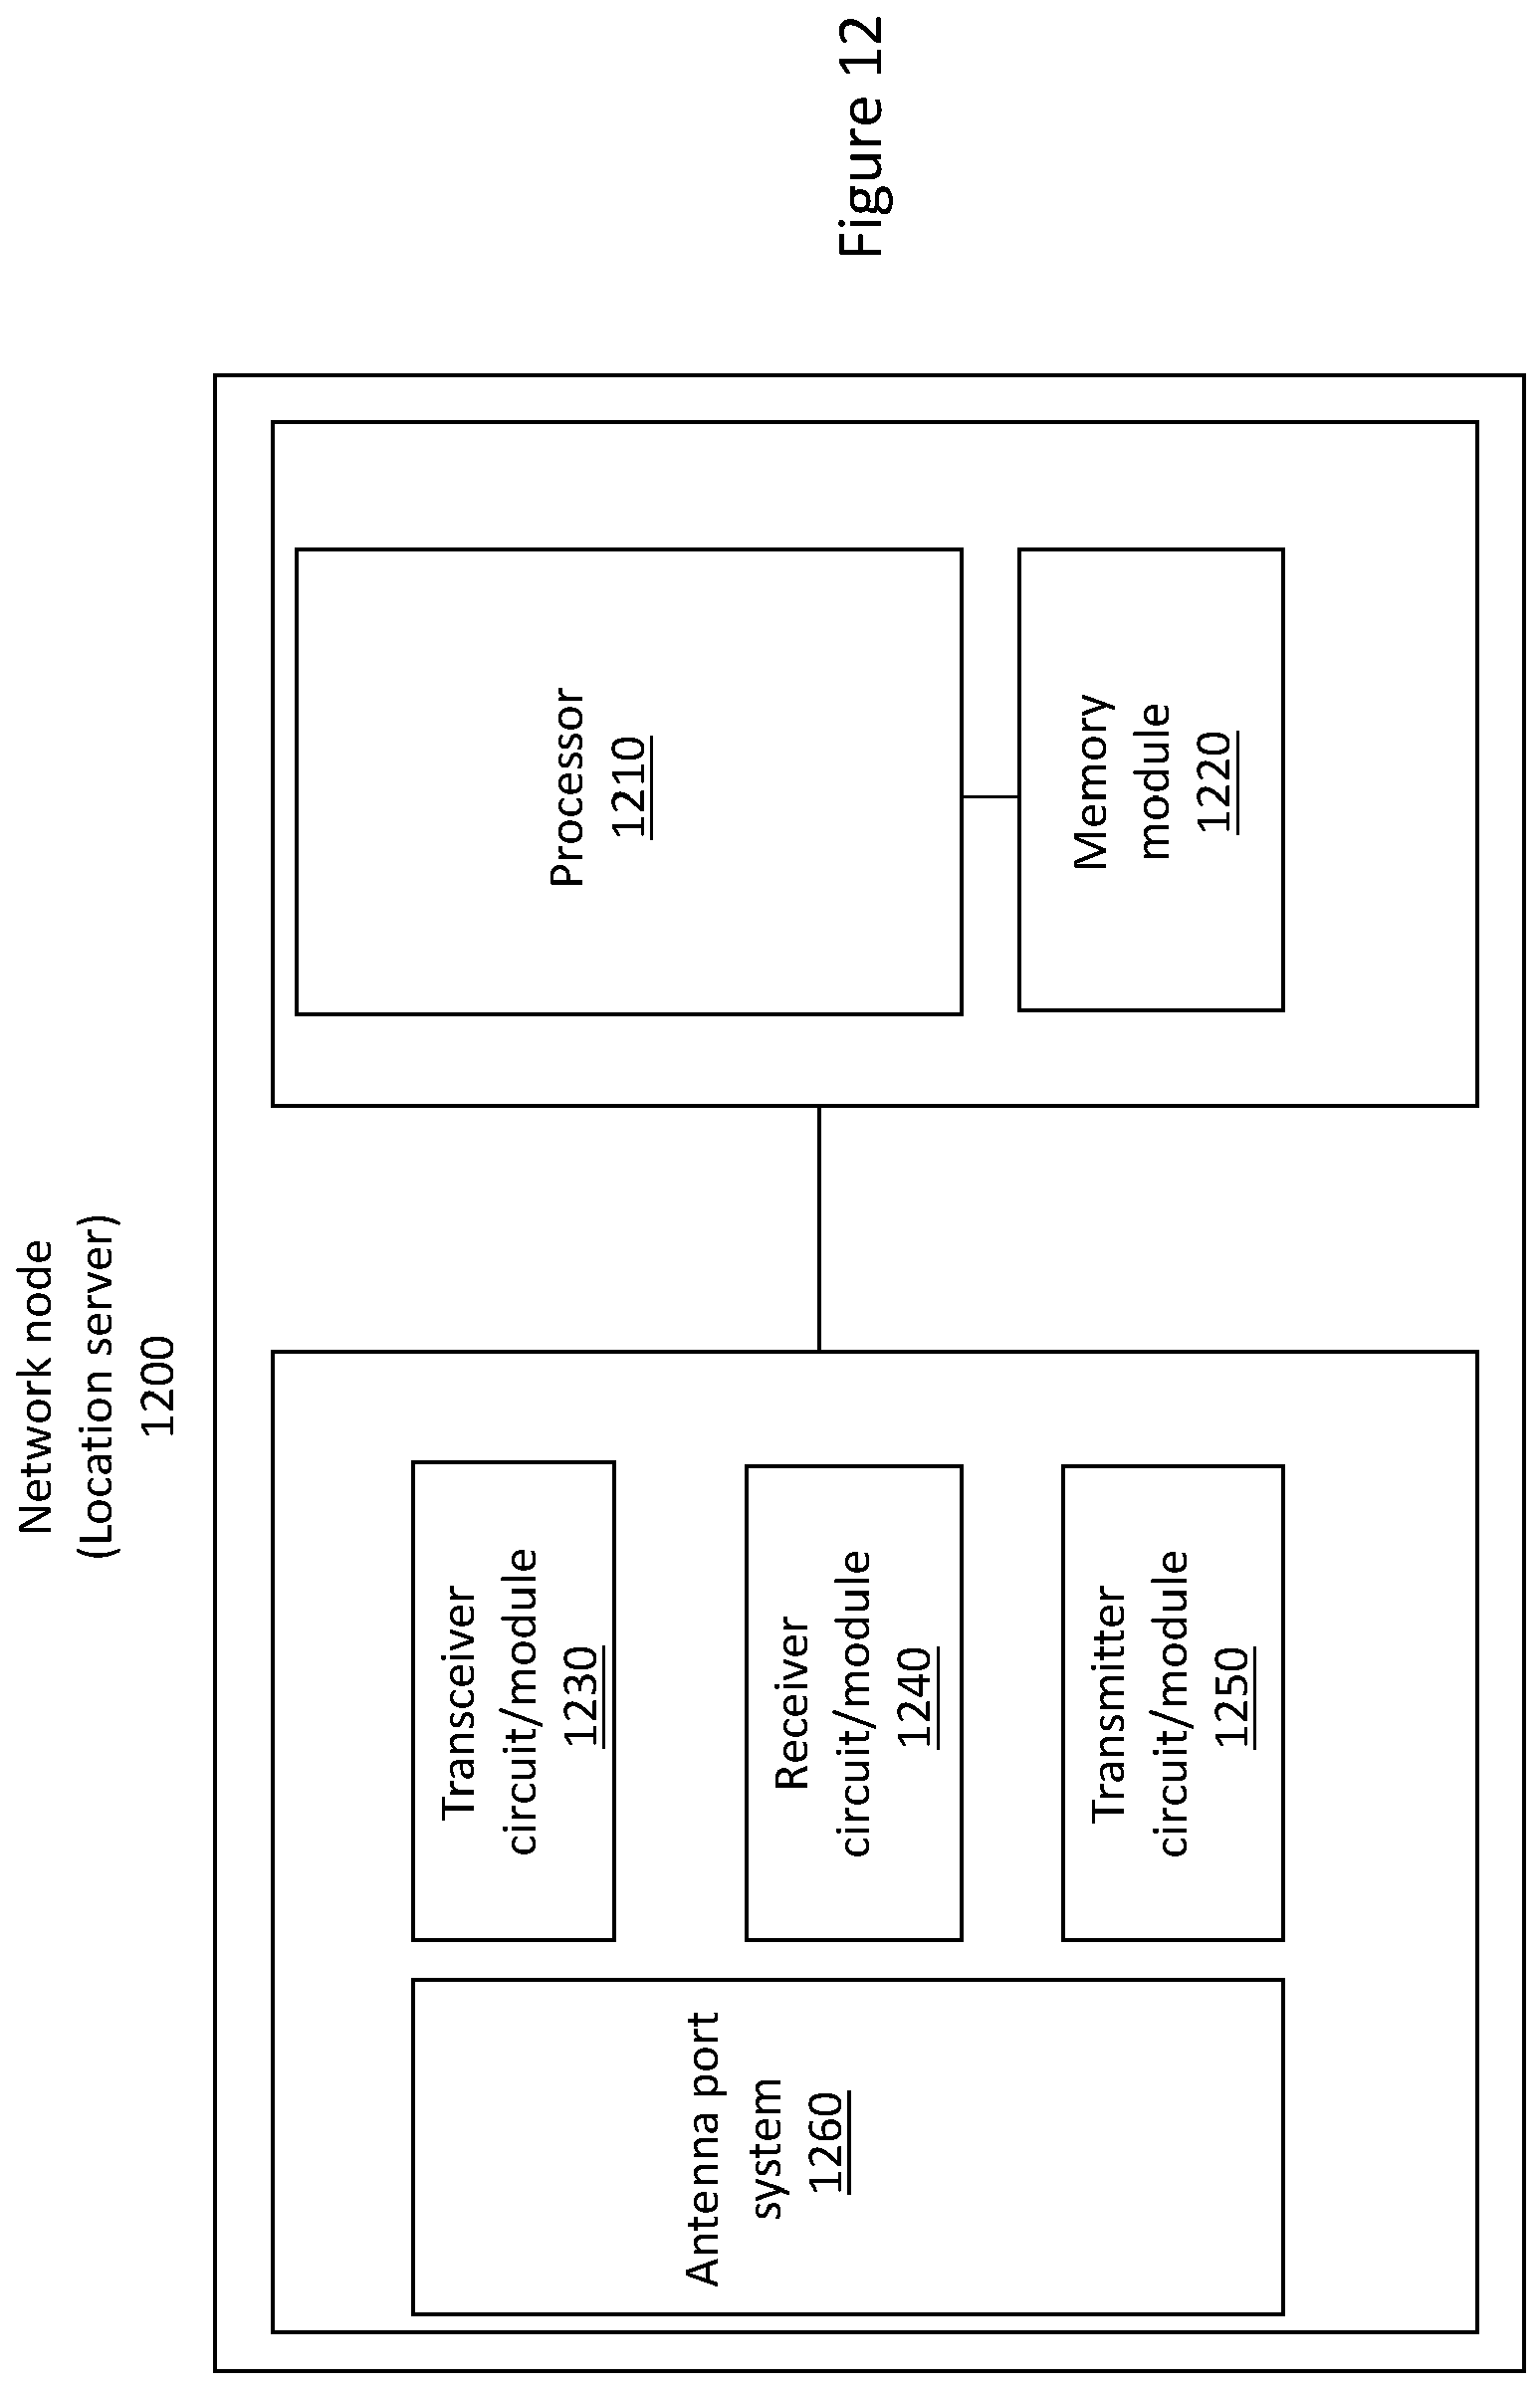 Network node
(Location server)
1200
Antenna port
system
1260
Transceiver
circuit/module
1230
Receiver
circuit/module
1240
Transmitter
circuit/module
1250
Processor
1210
Memory
module
1220
Figure 12